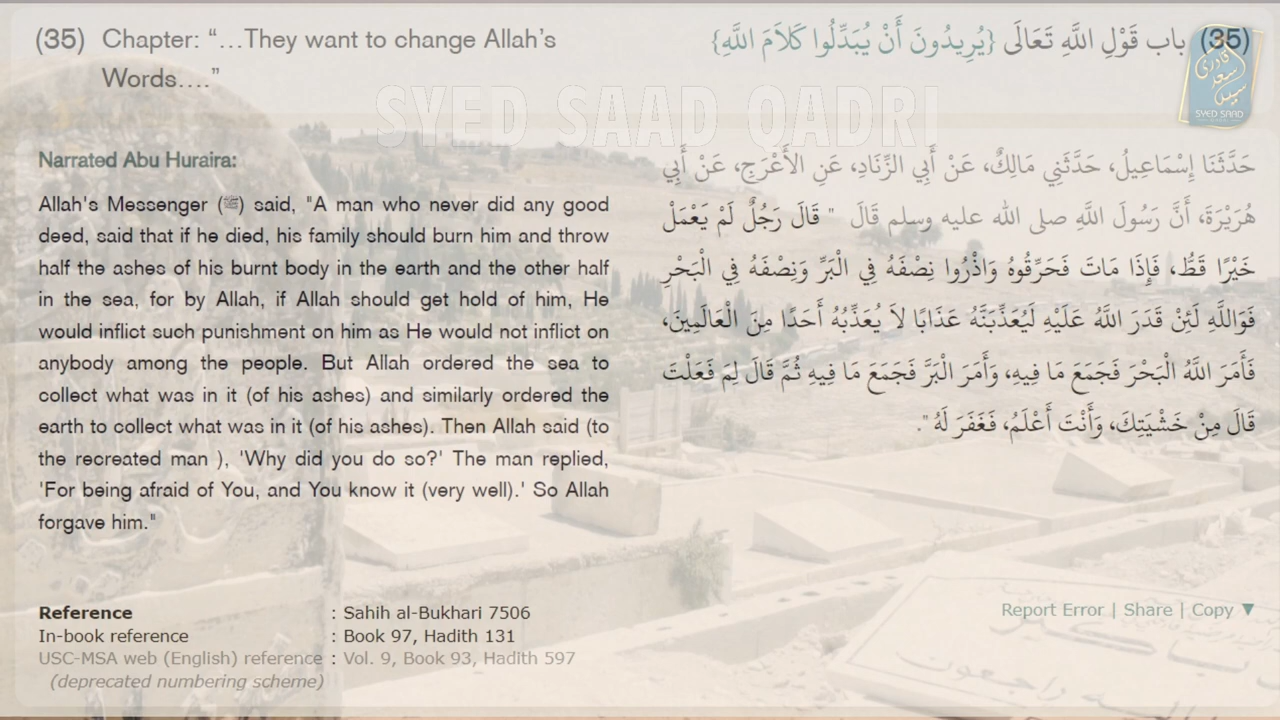 (35) Chapter: “…They want to change Allah’s
Words….”
(35) باب قَوْلِ اللَّهِ تَعَالَى {يُرِيدُونَ أَنْ يُبَدِّلُوا كَلاَمَ اللَّهِ}
SYED SAAD QADRI
SYED SAAD
Narrated Abu Huraira:
Allah's Messenger (ﷺ) said, "A man who never did any good
deed, said that if he died, his family should burn him and throw
half the ashes of his burnt body in the earth and the other half
in the sea, for by Allah, if Allah should get hold of him, He
would inflict such punishment on him as He would not inflict on
anybody among the people. But Allah ordered the sea to
collect what was in it (of his ashes) and similarly ordered the
earth to collect what was in it (of his ashes). Then Allah said (to
the recreated man ), 'Why did you do so?' The man replied,
'For being afraid of You, and You know it (very well).' So Allah
forgave him."
حَدَّثَنَا إِسْمَاعِيلُ، حَدَّثَنِي مَالِكٌ، عَنْ أَبِي الزِّنَادِ، عَنِ الأَعْرَجِ، عَنْ أَبِي
هُرَيْرَةَ، أَنَّ رَسُولَ اللَّهِ صلى الله عليه وسلم قَالَ " قَالَ رَجُلٌ لَمْ يَعْمَلْ
خَيْرًا قَطُّ، فَإِذَا مَاتَ فَحَرِّقُوهُ وَاذْرُوا نِصْفَهُ فِي الْبَرِّ وَنِصْفَهُ فِي الْبَحْرِ
فَوَاللَّهِ لَئِنْ قَدَرَ اللَّهُ عَلَيْهِ لَيُعَذِّبَنَّهُ عَذَابًا لاَ يُعَذِّبُهُ أَحَدًا مِنَ الْعَالَمِينَ،
فَأَمَرَ اللَّهُ الْبَحْرَ فَجَمَعَ مَا فِيهِ، وَأَمَرَ الْبَرَّ فَجَمَعَ مَا فِيهِ ثُمَّ قَالَ لِمَ فَعَلْتَ
قَالَ مِنْ خَشْيَتِكَ، وَأَنْتَ أَعْلَمُ، فَغَفَرَ لَهُ ".
Reference : Sahih al-Bukhari 7506
In-book reference : Book 97, Hadith 131
USC-MSA web (English) reference : Vol. 9, Book 93, Hadith 597
(deprecated numbering scheme)
Report Error | Share | Copy ▼